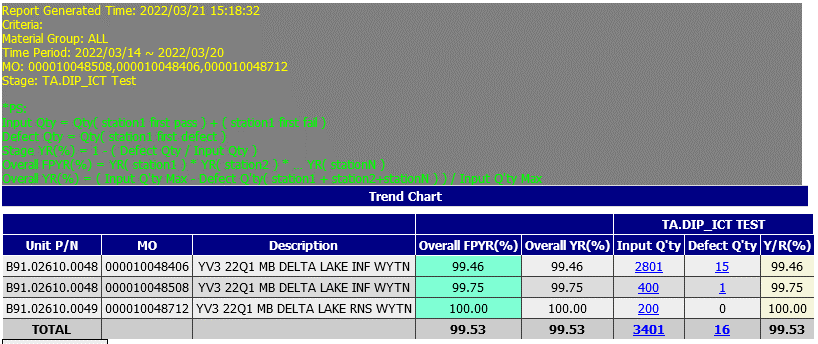 Report Generated Time: 2022/03/21 15:18:32
Criteria:
Material Group: ALL
Time Period: 2022/03/14 ~ 2022/03/20
MO: 000010048508,000010048406,000010048712
Stage: TA.DIP_ICT Test
*PS:
Input Qty = Qty( station1 first pass ) + ( station1 first fail )
Defect Qty = Qty( station1 first defect )
Stage YR(%) = 1 - ( Defect Qty / Input Qty )
Overall FPYR(%) = YR( station1 ) * YR( station2 ) * .. YR( stationN )
Overall YR(%) = ( Input Q'ty Max - Defect Q'ty( station1 + station2+stationN ) ) / Input Q'ty Max
Trend Chart
TA.DIP_ICT TEST
Unit P/N MO Description Overall FPYR(%) Overall YR(%) Input Q'ty Defect Q'ty Y/R(%)
B91.02610.0048 000010048406 YV3 22Q1 MB DELTA LAKE INF WYTN 99.46 99.46 2801 15 99.46
B91.02610.0048 000010048508 YV3 22Q1 MB DELTA LAKE INF WYTN 99.75 99.75 400 1 99.75
B91.02610.0049 000010048712 YV3 22Q1 MB DELTA LAKE RNS WYTN 100.00 100.00 200 0 100.00
TOTAL 99.53 99.53 3401 16 99.53